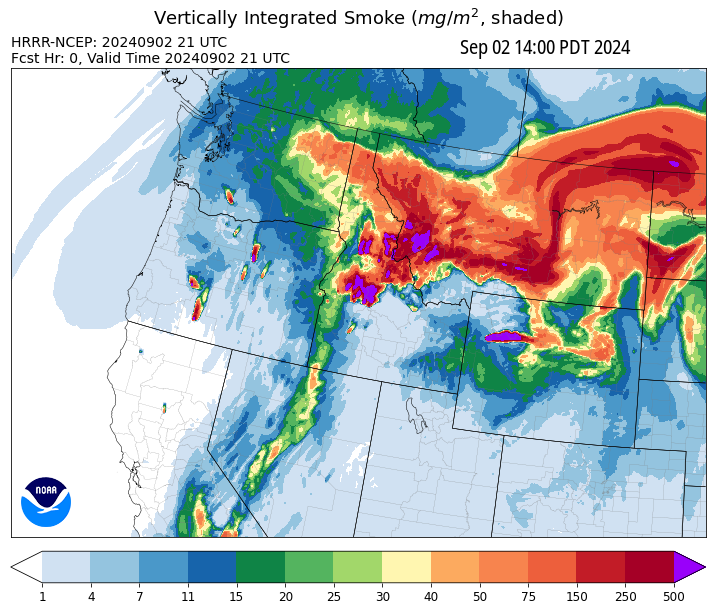 Vertically Integrated Smoke (mg/m², shaded)
HRRR-NCEP: 20240902 21 UTC
Sep 02 14:00 PDT 2024
Fcst Hr: 0, Valid Time 20240902 21 UTC
NOAA
1 4 7 11 15 20 25 30 40 50 75 150 250 500